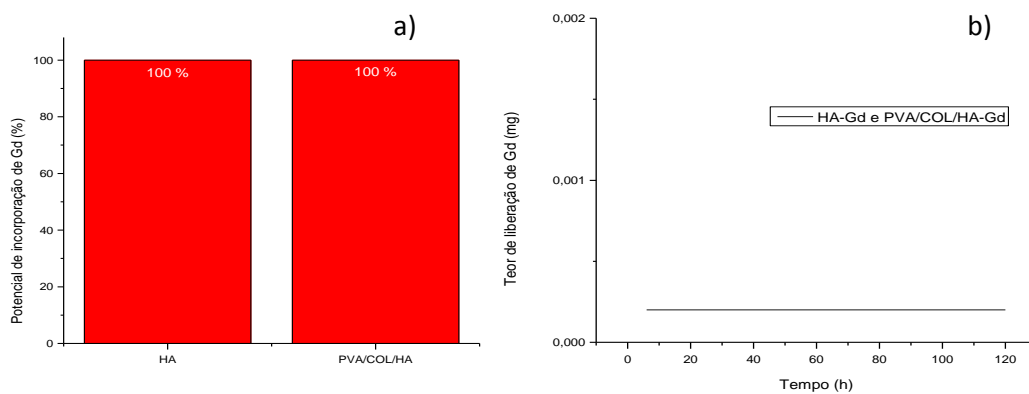 a)
Potencial de incorporação de Gd (%)
100
80
60
40
20
0
100 %
100 %
HA
PVA/COL/HA
b)
Teor de liberação de Gd (mg)
0,002
0,001
0,000
HA-Gd e PVA/COL/HA-Gd
0
20
40
60
80
100
120
Tempo (h)